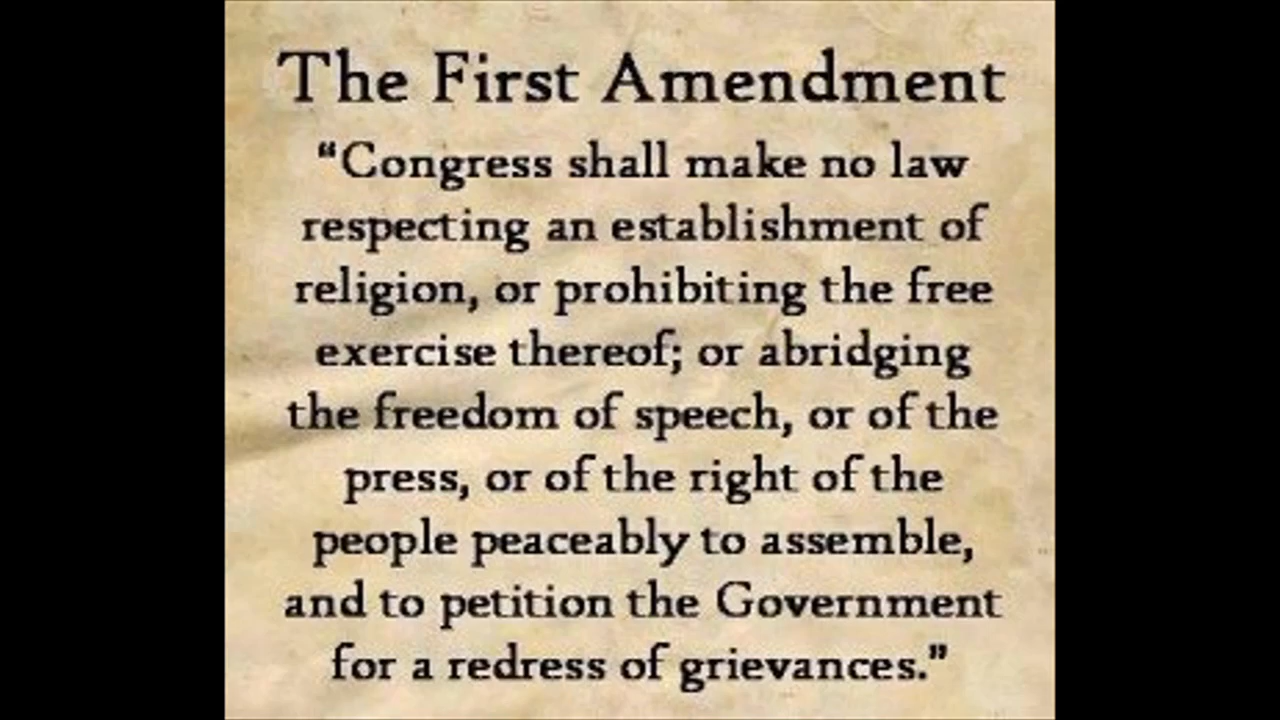 The First Amendment
“Congress shall make no law
respecting an establishment of
religion, or prohibiting the free
exercise thereof; or abridging
the freedom of speech, or of the
press, or of the right of the
people peaceably to assemble,
and to petition the Government
for a redress of grievances.”